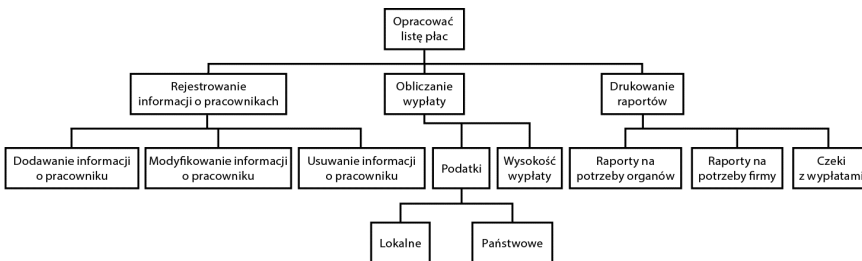 Opracować
listę płac
Rejestrowanie
informacji o pracownikach
Obliczanie
wypłaty
Drukowanie
raportów
Dodawanie informacji
o pracowniku
Modyfikowanie informacji
o pracowniku
Usuwanie informacji
o pracowniku
Podatki
Wysokość
wypłaty
Raporty na
potrzeby organów
Raporty na
potrzeby firmy
Czeki
z wypłatami
Lokalne
Państwowe